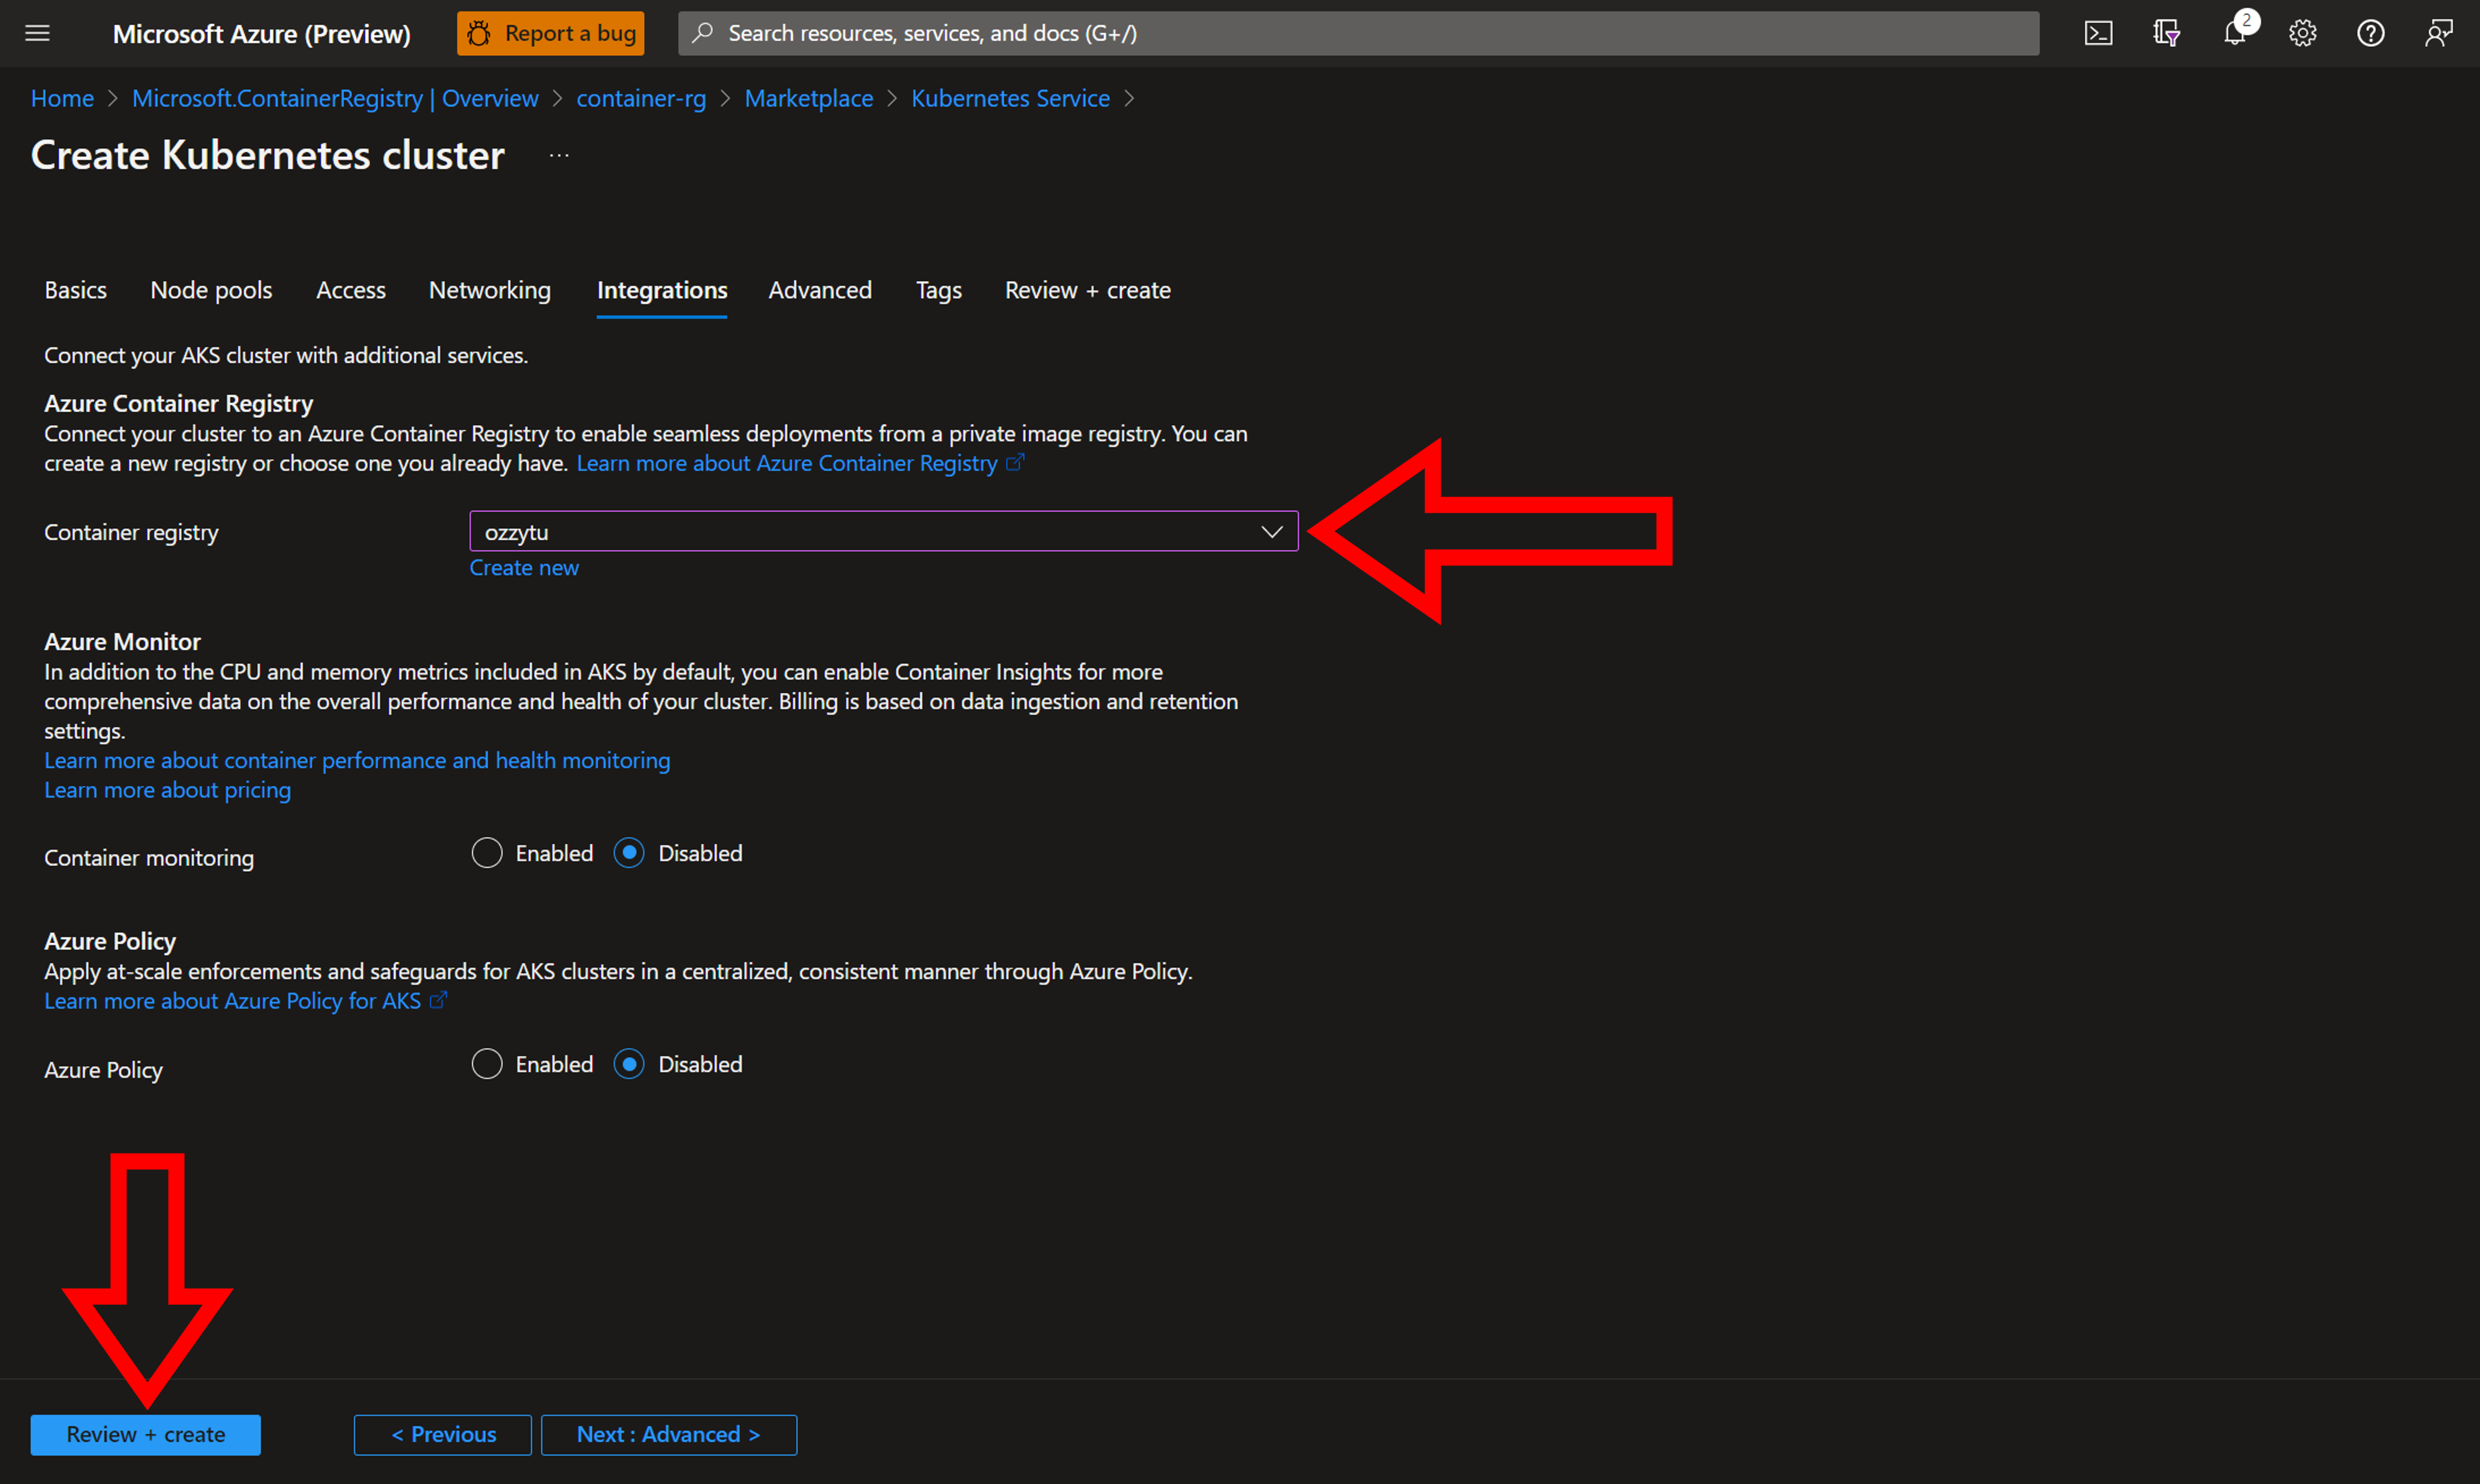 Microsoft Azure (Preview)
Report a bug
Search resources, services, and docs (G+/)
2
Home > Microsoft.ContainerRegistry | Overview > container-rg > Marketplace > Kubernetes Service >
Create Kubernetes cluster ...
Basics Node pools Access Networking Integrations Advanced Tags Review + create
Connect your AKS cluster with additional services.
Azure Container Registry
Connect your cluster to an Azure Container Registry to enable seamless deployments from a private image registry. You can
create a new registry or choose one you already have. Learn more about Azure Container Registry
Container registry ozzytu
Create new
Azure Monitor
In addition to the CPU and memory metrics included in AKS by default, you can enable Container Insights for more
comprehensive data on the overall performance and health of your cluster. Billing is based on data ingestion and retention
settings.
Learn more about container performance and health monitoring
Learn more about pricing
Container monitoring Enabled Disabled
Azure Policy
Apply at-scale enforcements and safeguards for AKS clusters in a centralized, consistent manner through Azure Policy.
Learn more about Azure Policy for AKS
Azure Policy Enabled Disabled
Review + create < Previous Next : Advanced >